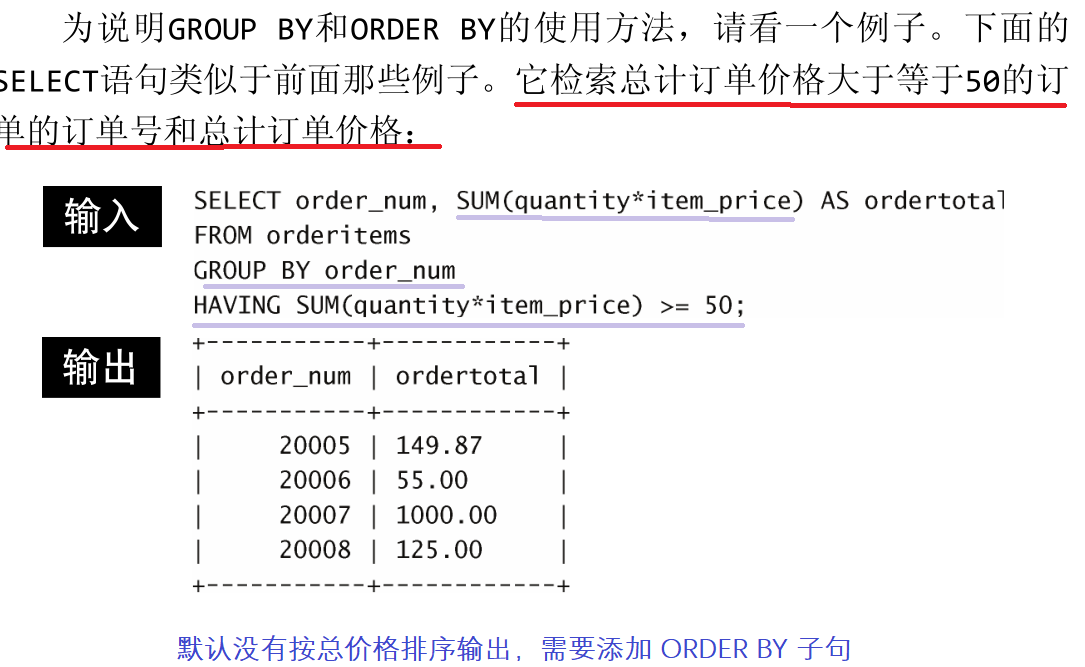 为说明GROUP BY和ORDER BY的使用方法，请看一个例子。下面的
SELECT语句类似于前面那些例子。它检索总计订单价格大于等于50的订
单的订单号和总计订单价格：
输入
SELECT order_num, SUM(quantity*item_price) AS ordertotal
FROM orderitems
GROUP BY order_num
HAVING SUM(quantity*item_price) >= 50;
输出
+-----------+------------+
| order_num | ordertotal |
+-----------+------------+
|     20005 | 149.87     |
|     20006 | 55.00      |
|     20007 | 1000.00    |
|     20008 | 125.00     |
+-----------+------------+
默认没有按总价格排序输出，需要添加 ORDER BY 子句